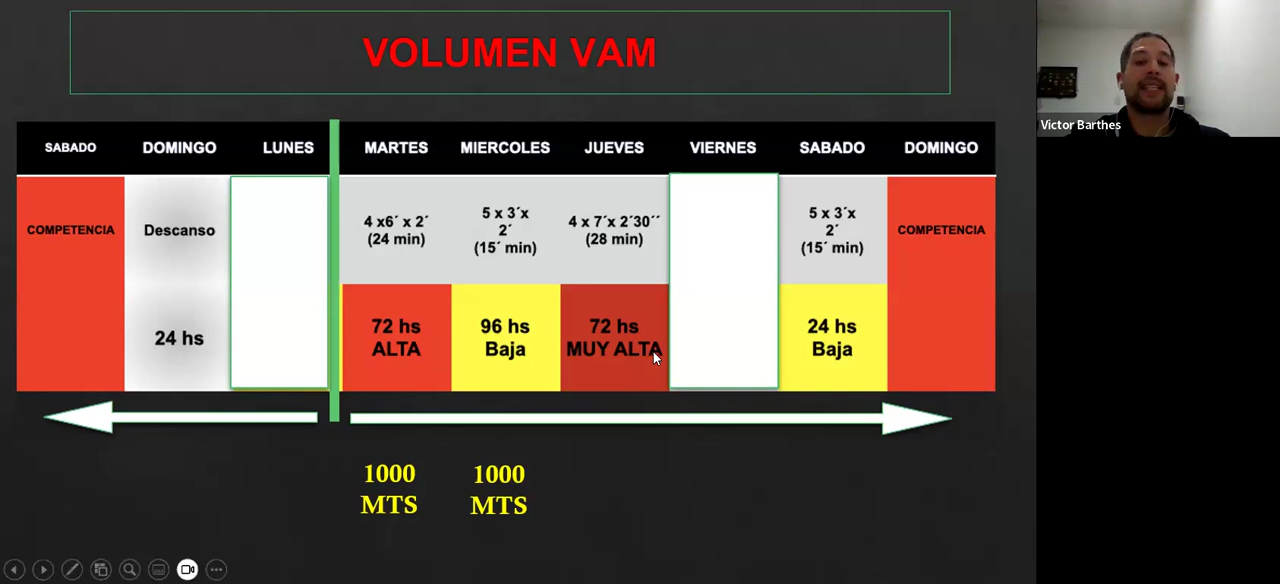 VOLUMEN VAM
Victor Barthes
SABADO
DOMINGO
LUNES
MARTES
MIERCOLES
JUEVES
VIERNES
SABADO
DOMINGO
COMPETENCIA
Descanso
4 x6´ x 2´
(24 min)
5 x 3´x
2´
(15´ min)
4 x 7´x 2´30´´
(28 min)
5 x 3´x
2´
(15´ min)
COMPETENCIA
24 hs
72 hs
ALTA
96 hs
Baja
72 hs
MUY ALTA
24 hs
Baja
1000
MTS
1000
MTS